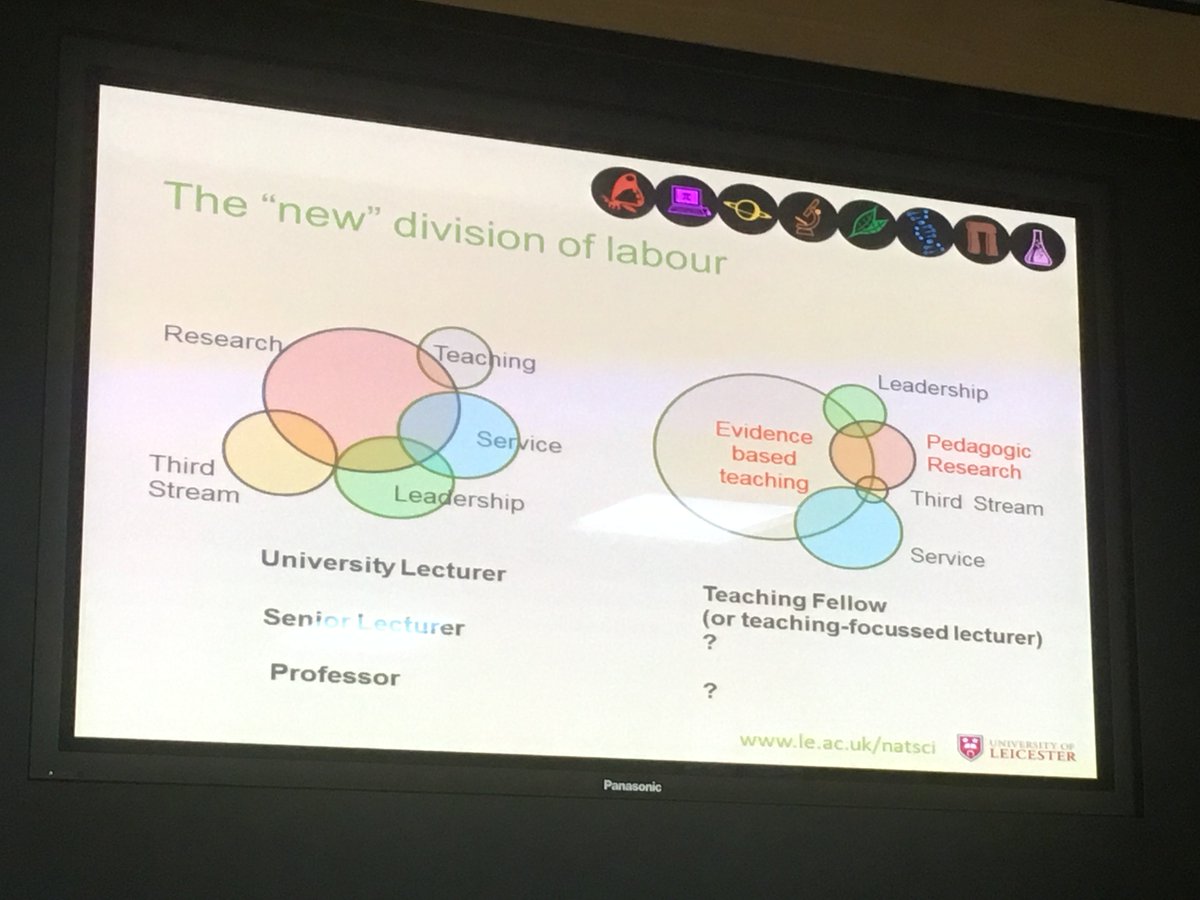 The “new” division of labour
Research
Teaching
Service
Third
Stream
Leadership
University Lecturer
Senior Lecturer
Professor
Leadership
Evidence
based
teaching
Pedagogic
Research
Third Stream
Service
Teaching Fellow
(or teaching-focussed lecturer)
?
?
www.le.ac.uk/natsci
UNIVERSITY OF
LEICESTER
Panasonic